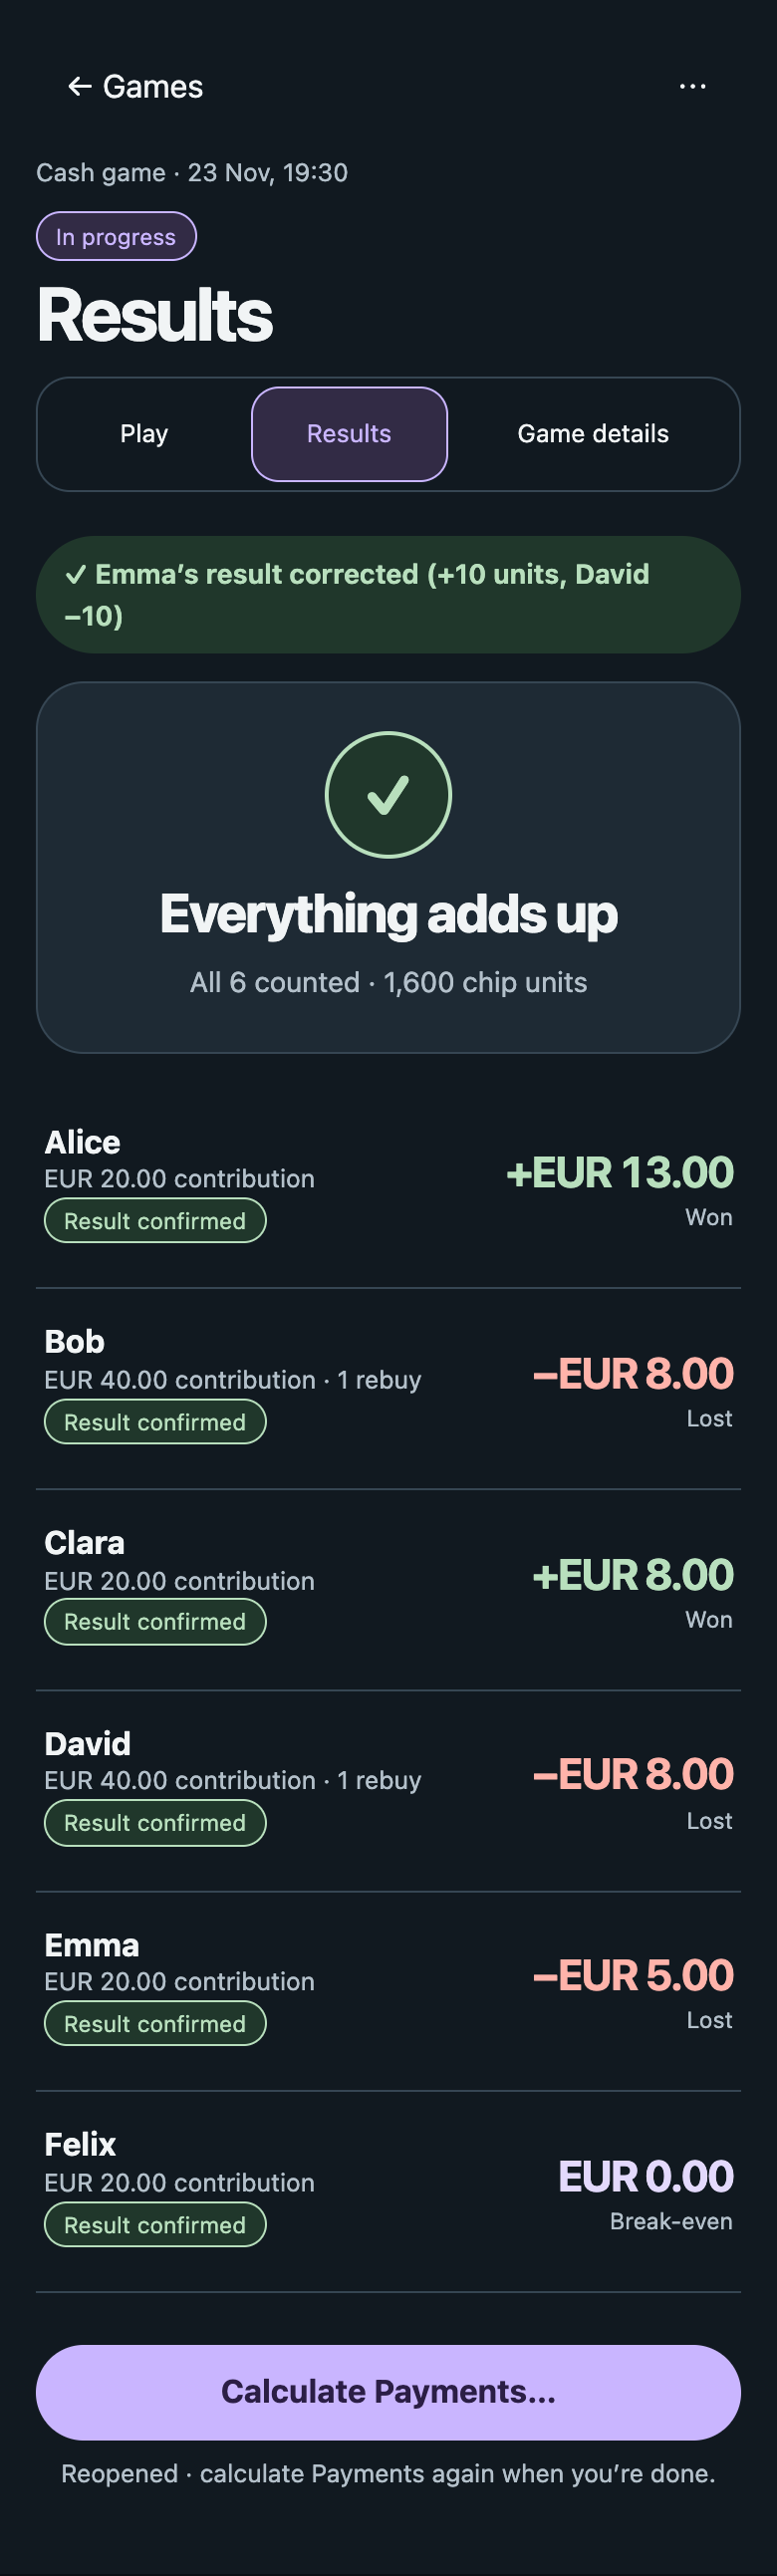 ← Games
...
Cash game · 23 Nov, 19:30
In progress
Results
Play
Results
Game details
✓ Emma’s result corrected (+10 units, David
−10)
Everything adds up
All 6 counted · 1,600 chip units
Alice
EUR 20.00 contribution
Result confirmed
+EUR 13.00
Won
Bob
EUR 40.00 contribution · 1 rebuy
Result confirmed
−EUR 8.00
Lost
Clara
EUR 20.00 contribution
Result confirmed
+EUR 8.00
Won
David
EUR 40.00 contribution · 1 rebuy
Result confirmed
−EUR 8.00
Lost
Emma
EUR 20.00 contribution
Result confirmed
−EUR 5.00
Lost
Felix
EUR 20.00 contribution
Result confirmed
EUR 0.00
Break-even
Calculate Payments...
Reopened · calculate Payments again when you’re done.